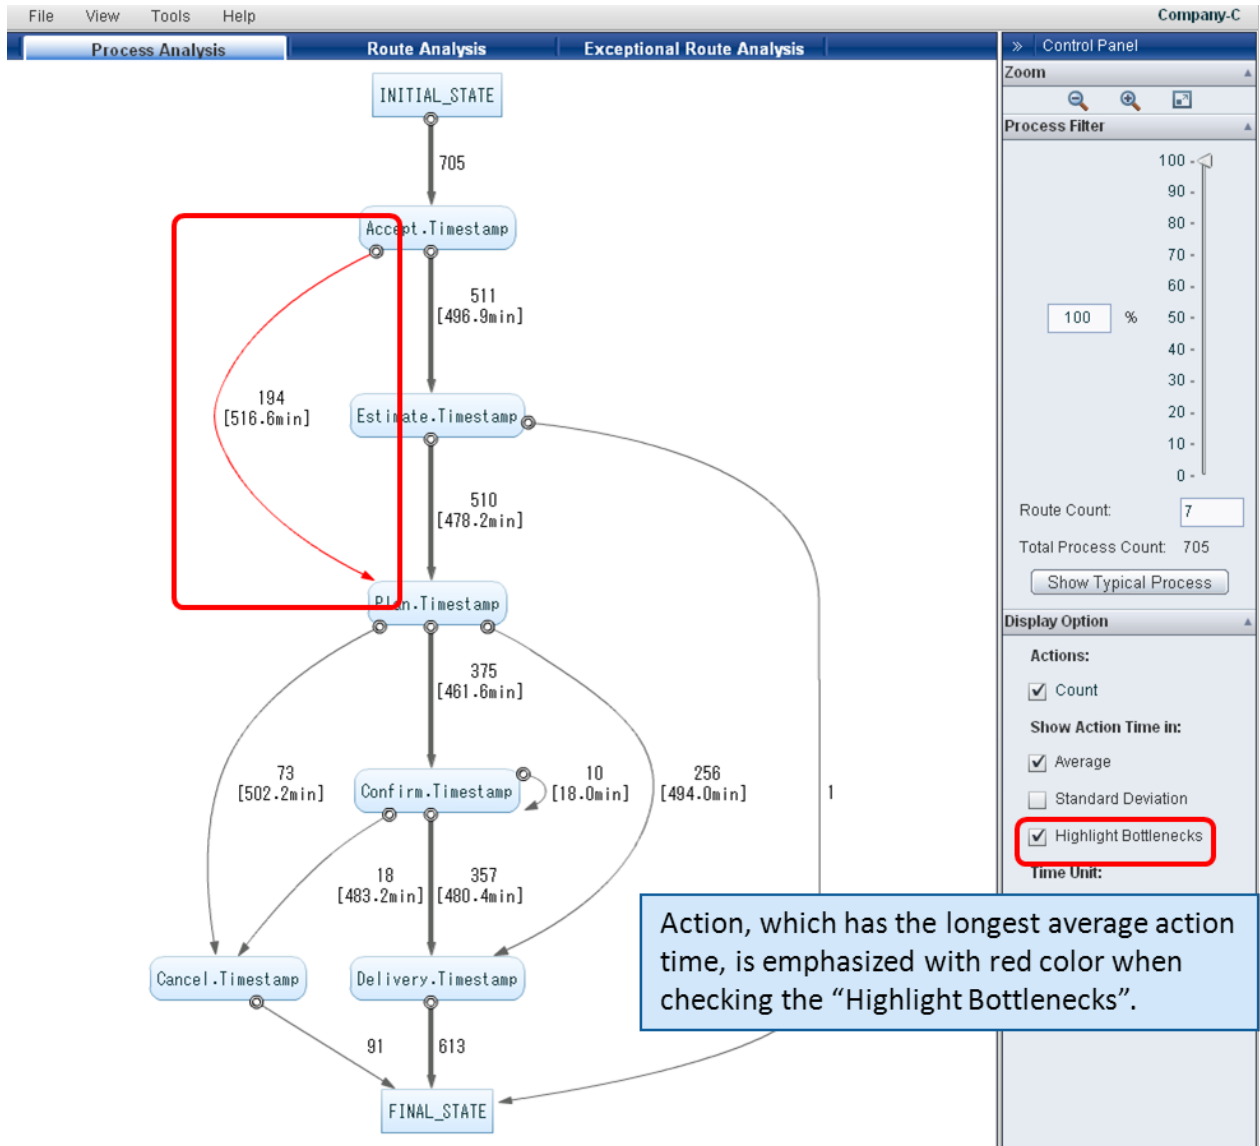 File View Tools Help Company-C
Process Analysis Route Analysis Exceptional Route Analysis
» Control Panel
Zoom
Process Filter
100 -
90 -
80 -
70 -
60 -
100 % 50 -
40 -
30 -
20 -
10 -
0 -
Route Count: 7
Total Process Count: 705
Show Typical Process
Display Option
Actions:
Count
Show Action Time in:
Average
Standard Deviation
Highlight Bottlenecks
Time Unit:
INITIAL_STATE
705
Accept.Timestamp
511
[496.9min]
194
[516.6min]
Estimate.Timestamp
510
[478.2min]
Plan.Timestamp
375
[461.6min]
73
[502.2min]
Confirm.Timestamp
10
[18.0min]
256
[494.0min]
1
18
[483.2min]
357
[480.4min]
Cancel.Timestamp
Delivery.Timestamp
91
613
FINAL_STATE
Action, which has the longest average action
time, is emphasized with red color when
checking the “Highlight Bottlenecks”.